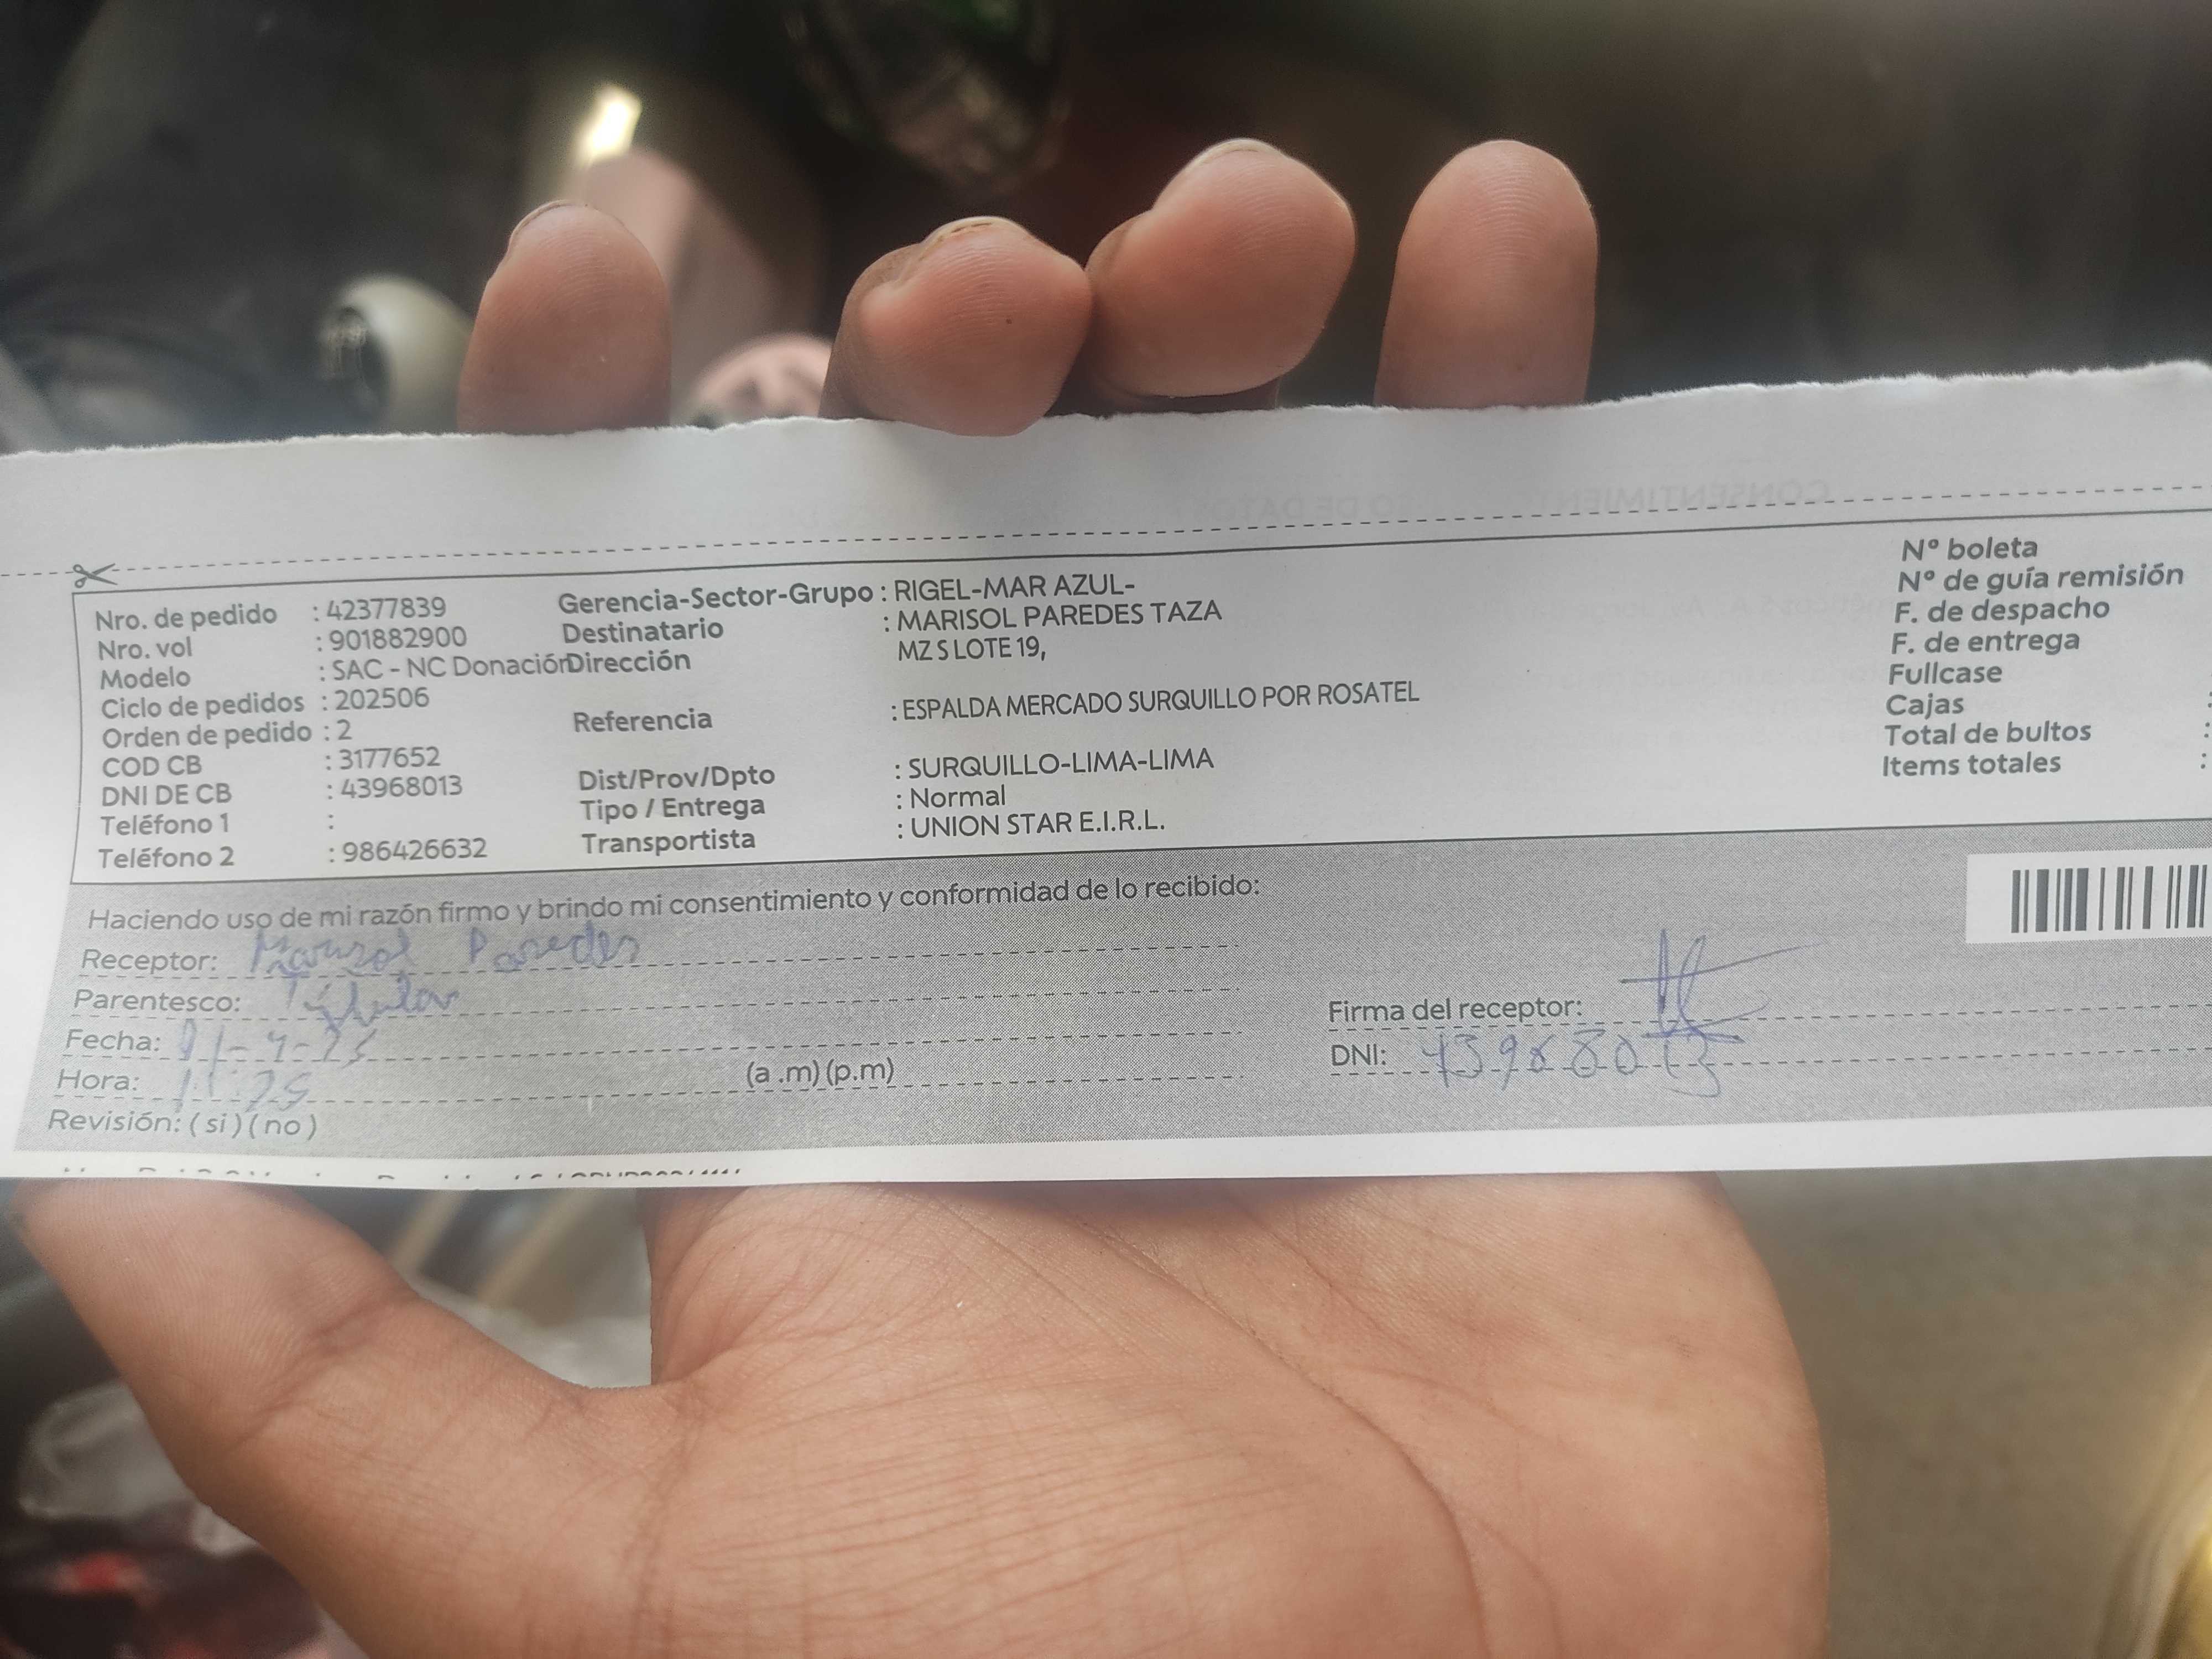 Nro. de pedido : 42377839
Nro. vol : 901882900
Modelo : SAC - NC Donación
Ciclo de pedidos : 202506
Orden de pedido : 2
COD CB : 3177652
DNI DE CB : 43968013
Teléfono 1 :
Teléfono 2 : 986426632
Gerencia-Sector-Grupo : RIGEL-MAR AZUL-
Destinatario : MARISOL PAREDES TAZA
Dirección MZ S LOTE 19,
Referencia : ESPALDA MERCADO SURQUILLO POR ROSATEL
Dist/Prov/Dpto : SURQUILLO-LIMA-LIMA
Tipo / Entrega : Normal
Transportista : UNION STAR E.I.R.L.
N° boleta
N° de guía remisión
F. de despacho
F. de entrega
Fullcase
Cajas :
Total de bultos :
Items totales :
Haciendo uso de mi razón firmo y brindo mi consentimiento y conformidad de lo recibido:
Receptor: Marisol Paredes
Parentesco: Titular
Fecha:
Hora: 11:25 (a .m) (p.m)
Revisión: ( si ) ( no )
Firma del receptor:
DNI: 43968013